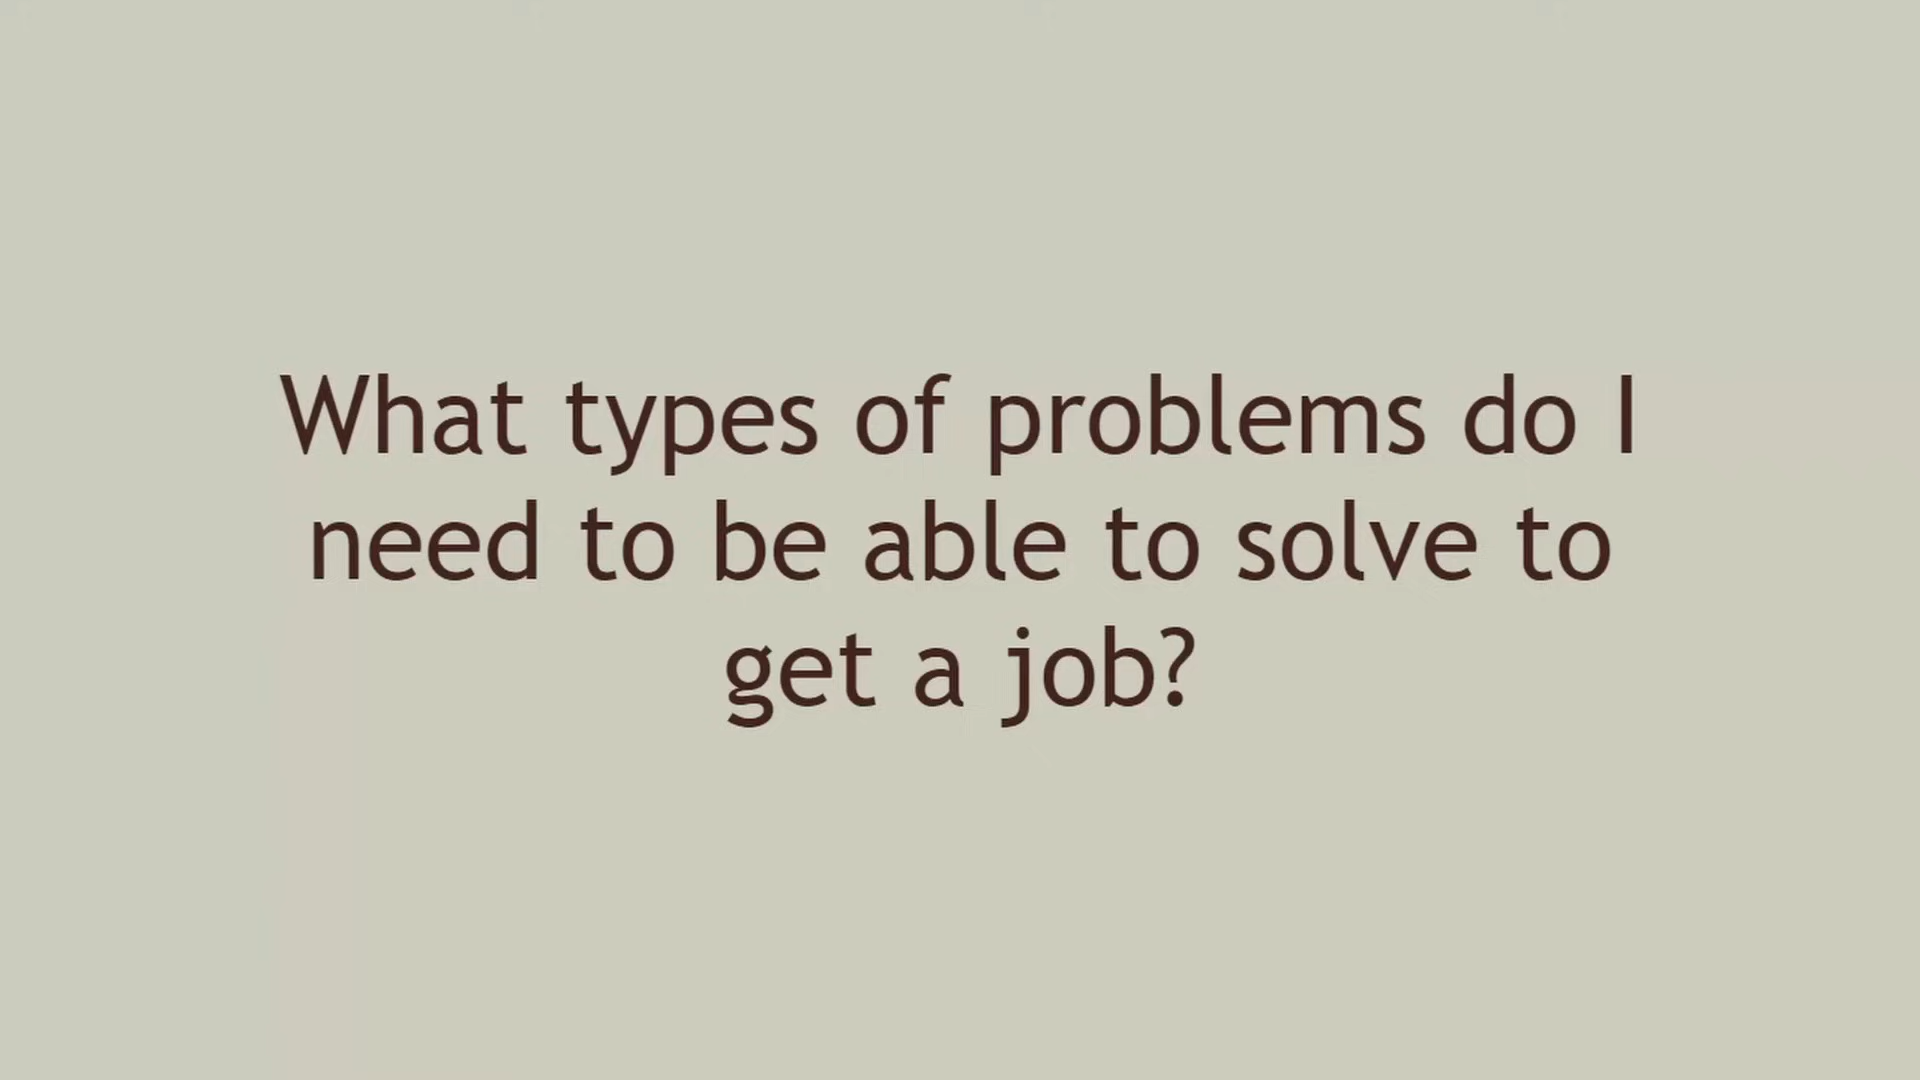 What types of problems do I
need to be able to solve to
get a job?